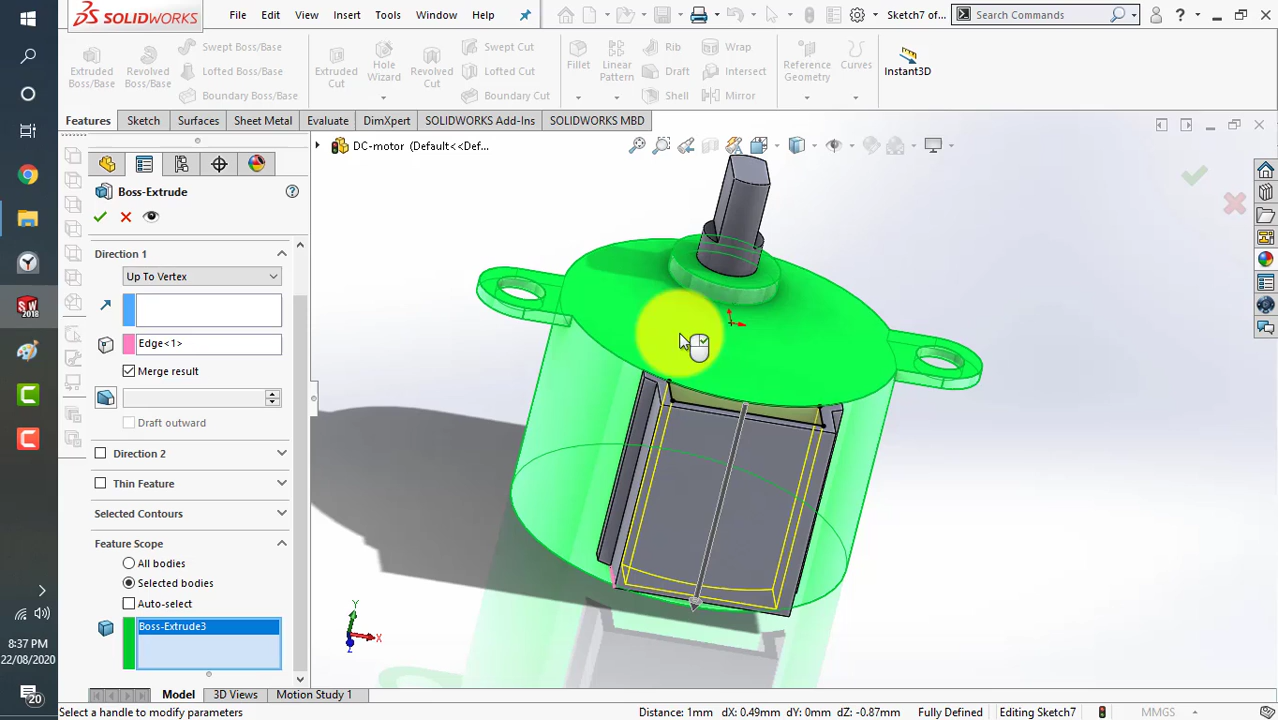 SOLIDWORKS
File Edit View Insert Tools Window Help
Sketch7 of...
Search Commands
Extruded Boss/Base
Revolved Boss/Base
Swept Boss/Base
Lofted Boss/Base
Boundary Boss/Base
Extruded Cut
Hole Wizard
Revolved Cut
Swept Cut
Lofted Cut
Boundary Cut
Fillet
Linear Pattern
Rib
Draft
Shell
Wrap
Intersect
Mirror
Reference Geometry
Curves
Instant3D
Features Sketch Surfaces Sheet Metal Evaluate DimXpert SOLIDWORKS Add-Ins SOLIDWORKS MBD
DC-motor (Default<<Def...
Boss-Extrude
Direction 1
Up To Vertex
Edge<1>
Merge result
Draft outward
Direction 2
Thin Feature
Selected Contours
Feature Scope
All bodies
Selected bodies
Auto-select
Boss-Extrude3
Y
X
Z
8:37 PM
22/08/2020
20
Model 3D Views Motion Study 1
Select a handle to modify parameters
Distance: 1mm dX: 0.49mm dY: 0mm dZ: -0.87mm Fully Defined Editing Sketch7 MMGS